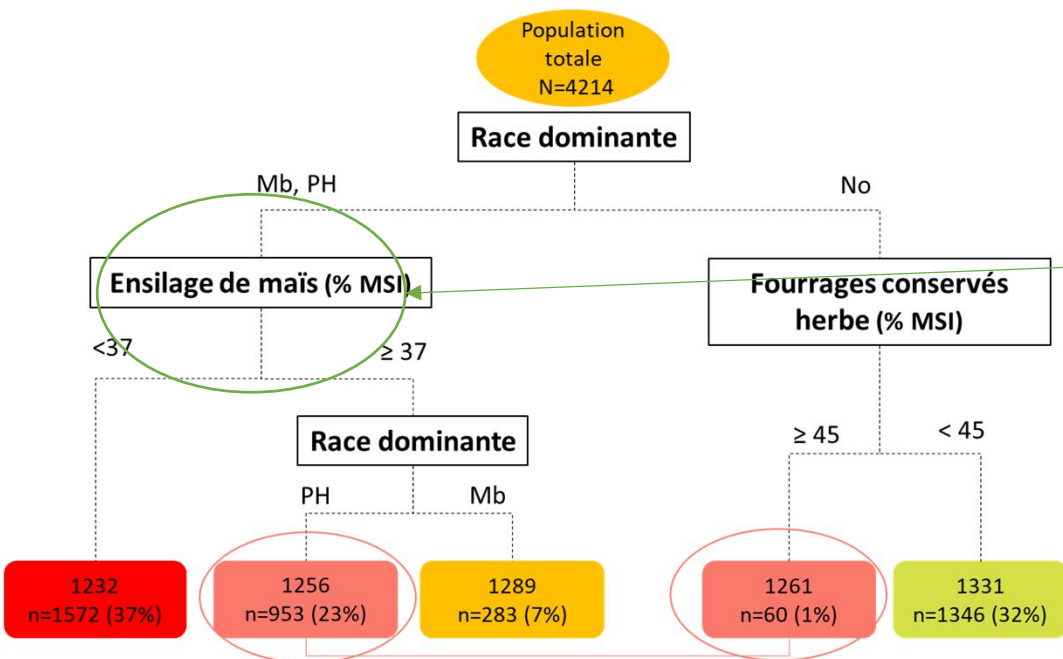 Population
totale
N=4214
Race dominante
Mb, PH
No
Ensilage de maïs (% MSI)
Fourrages conservés
herbe (% MSI)
<37
≥ 37
≥ 45
< 45
Race dominante
PH
Mb
1232
n=1572 (37%)
1256
n=953 (23%)
1289
n=283 (7%)
1261
n=60 (1%)
1331
n=1346 (32%)